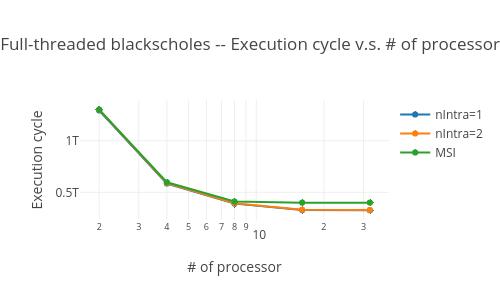 Full-threaded blackscholes -- Execution cycle v.s. # of processor
nIntra=1
nIntra=2
MSI
Execution cycle
1T
0.5T
2 3 4 5 6 7 8 9 10 2 3
# of processor